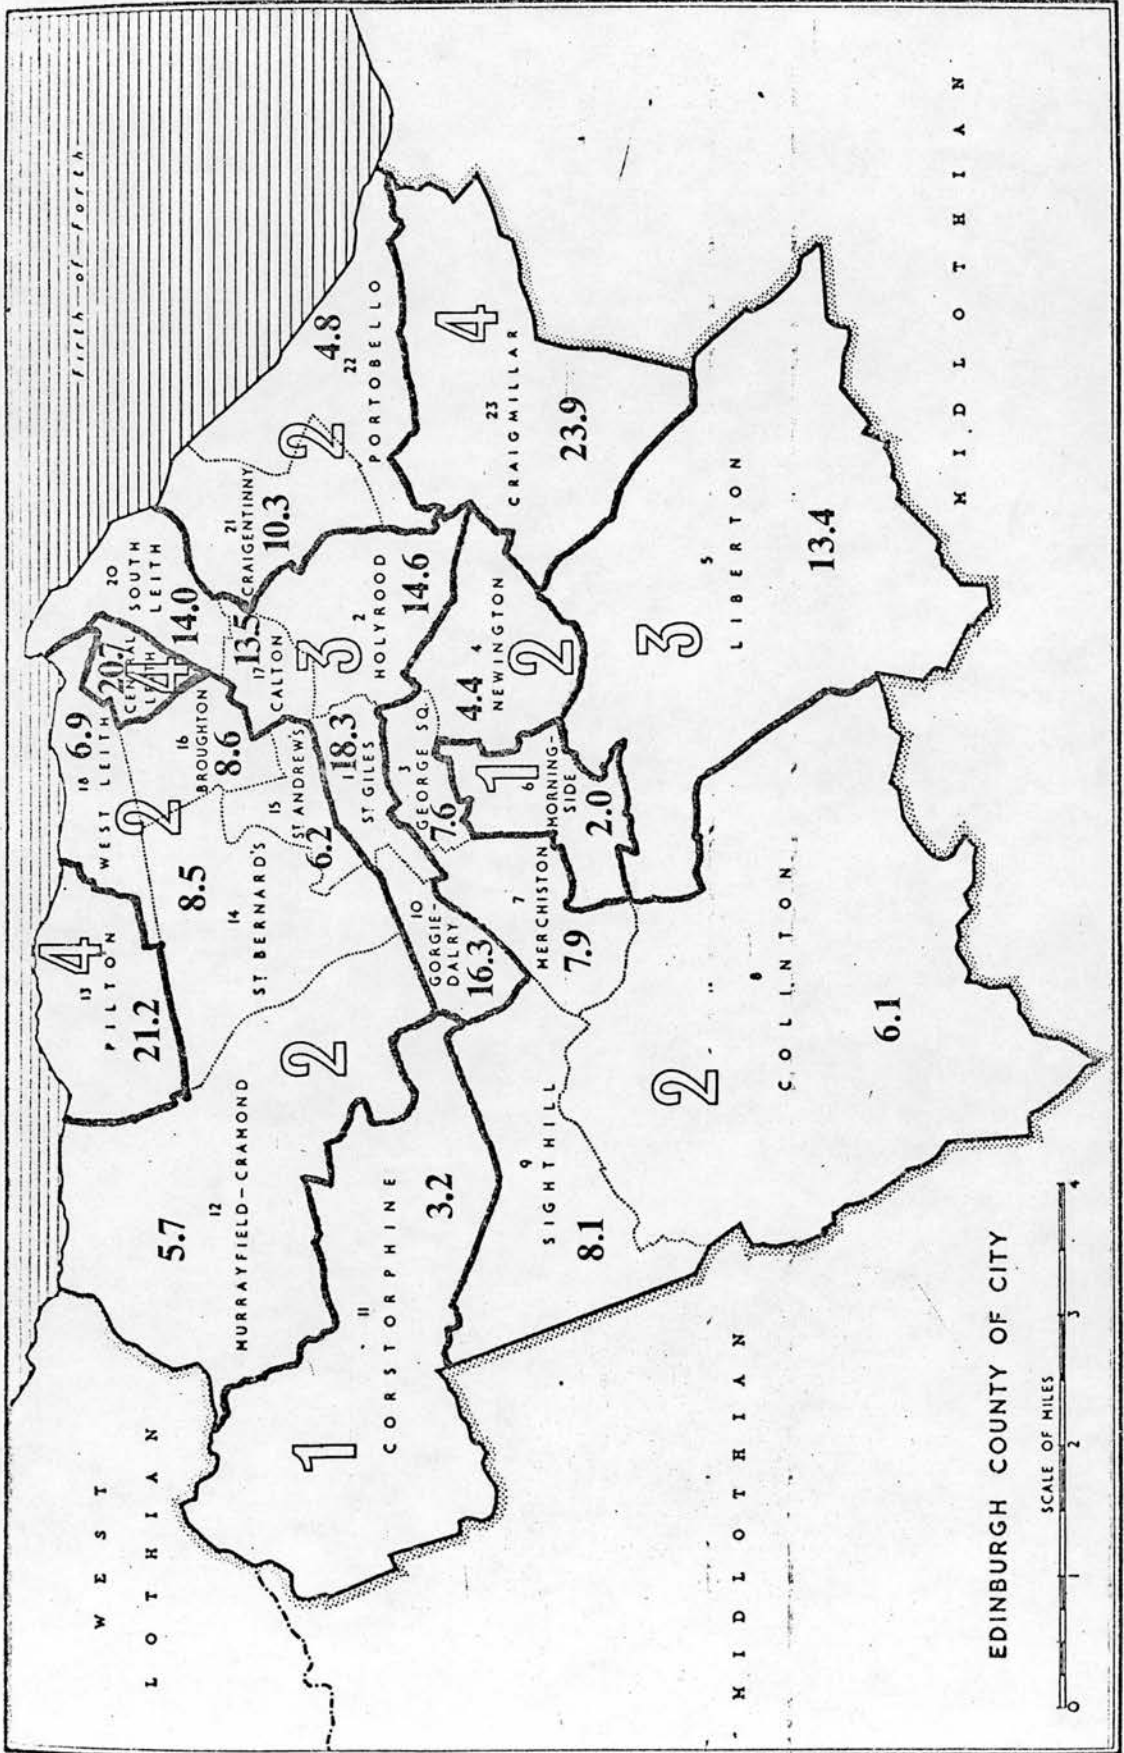 Firth-of-Forth
WEST
LOTHIAN
MIDLOTHIAN
MIDLOTHIAN
13
PILTON
4
21.2
18
6.9
WEST LEITH
20
SOUTH
LEITH
14.0
20.7
CENTRAL
LEITH
4
16
BROUGHTON
8.6
2
8.5
14
ST BERNARD'S
15
ST ANDREWS
6.2
13.5
17
CALTON
21
CRAIGENTINNY
10.3
2
4.8
22
PORTOBELLO
12
5.7
MURRAYFIELD-CRAMOND
2
3
2
HOLYROOD
14.6
1
18.3
ST GILES
3
GEORGE SQ.
7.6
4
4.4
NEWINGTON
2
1
6
MORNING-
SIDE
2.0
7
MERCHISTON
7.9
10
GORGIE-
DALERY
16.3
11
1
CORSTORPHINE
3.2
9
SIGHTHILL
8.1
2
8
COLINTON
6.1
4
23
CRAIGMILLAR
23.9
3
5
LIBERTON
13.4
EDINBURGH COUNTY OF CITY
SCALE OF MILES
0 1 2 3 4